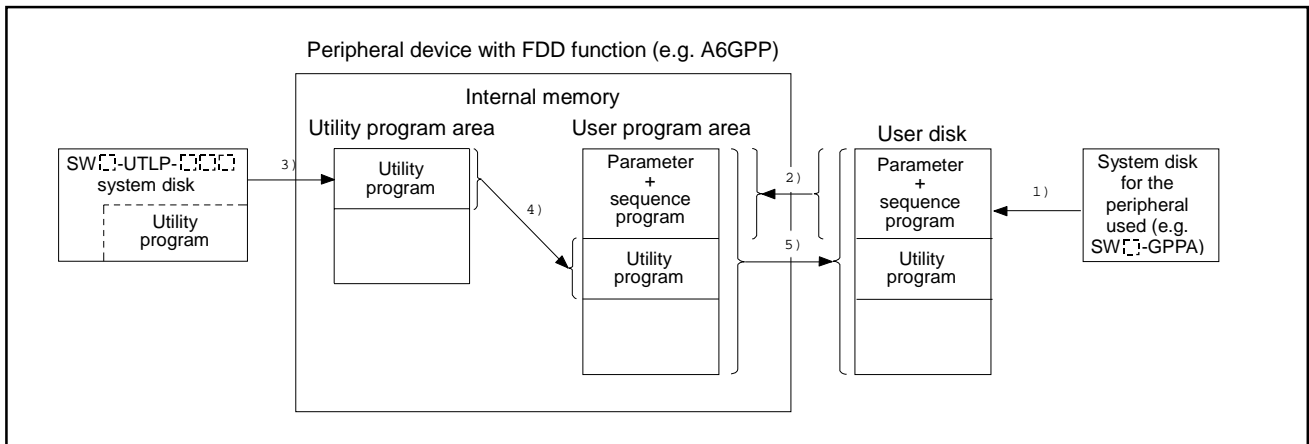 Peripheral device with FDD function (e.g. A6GPP)
Internal memory
Utility program area
User program area
User disk
SW□-UTLP-□□□
system disk
Utility
program
3)
Utility
program
4)
Parameter
+
sequence
program
Utility
program
2)
5)
Parameter
+
sequence
program
Utility
program
1)
System disk
for the
peripheral
used (e.g.
SW□-GPPA)